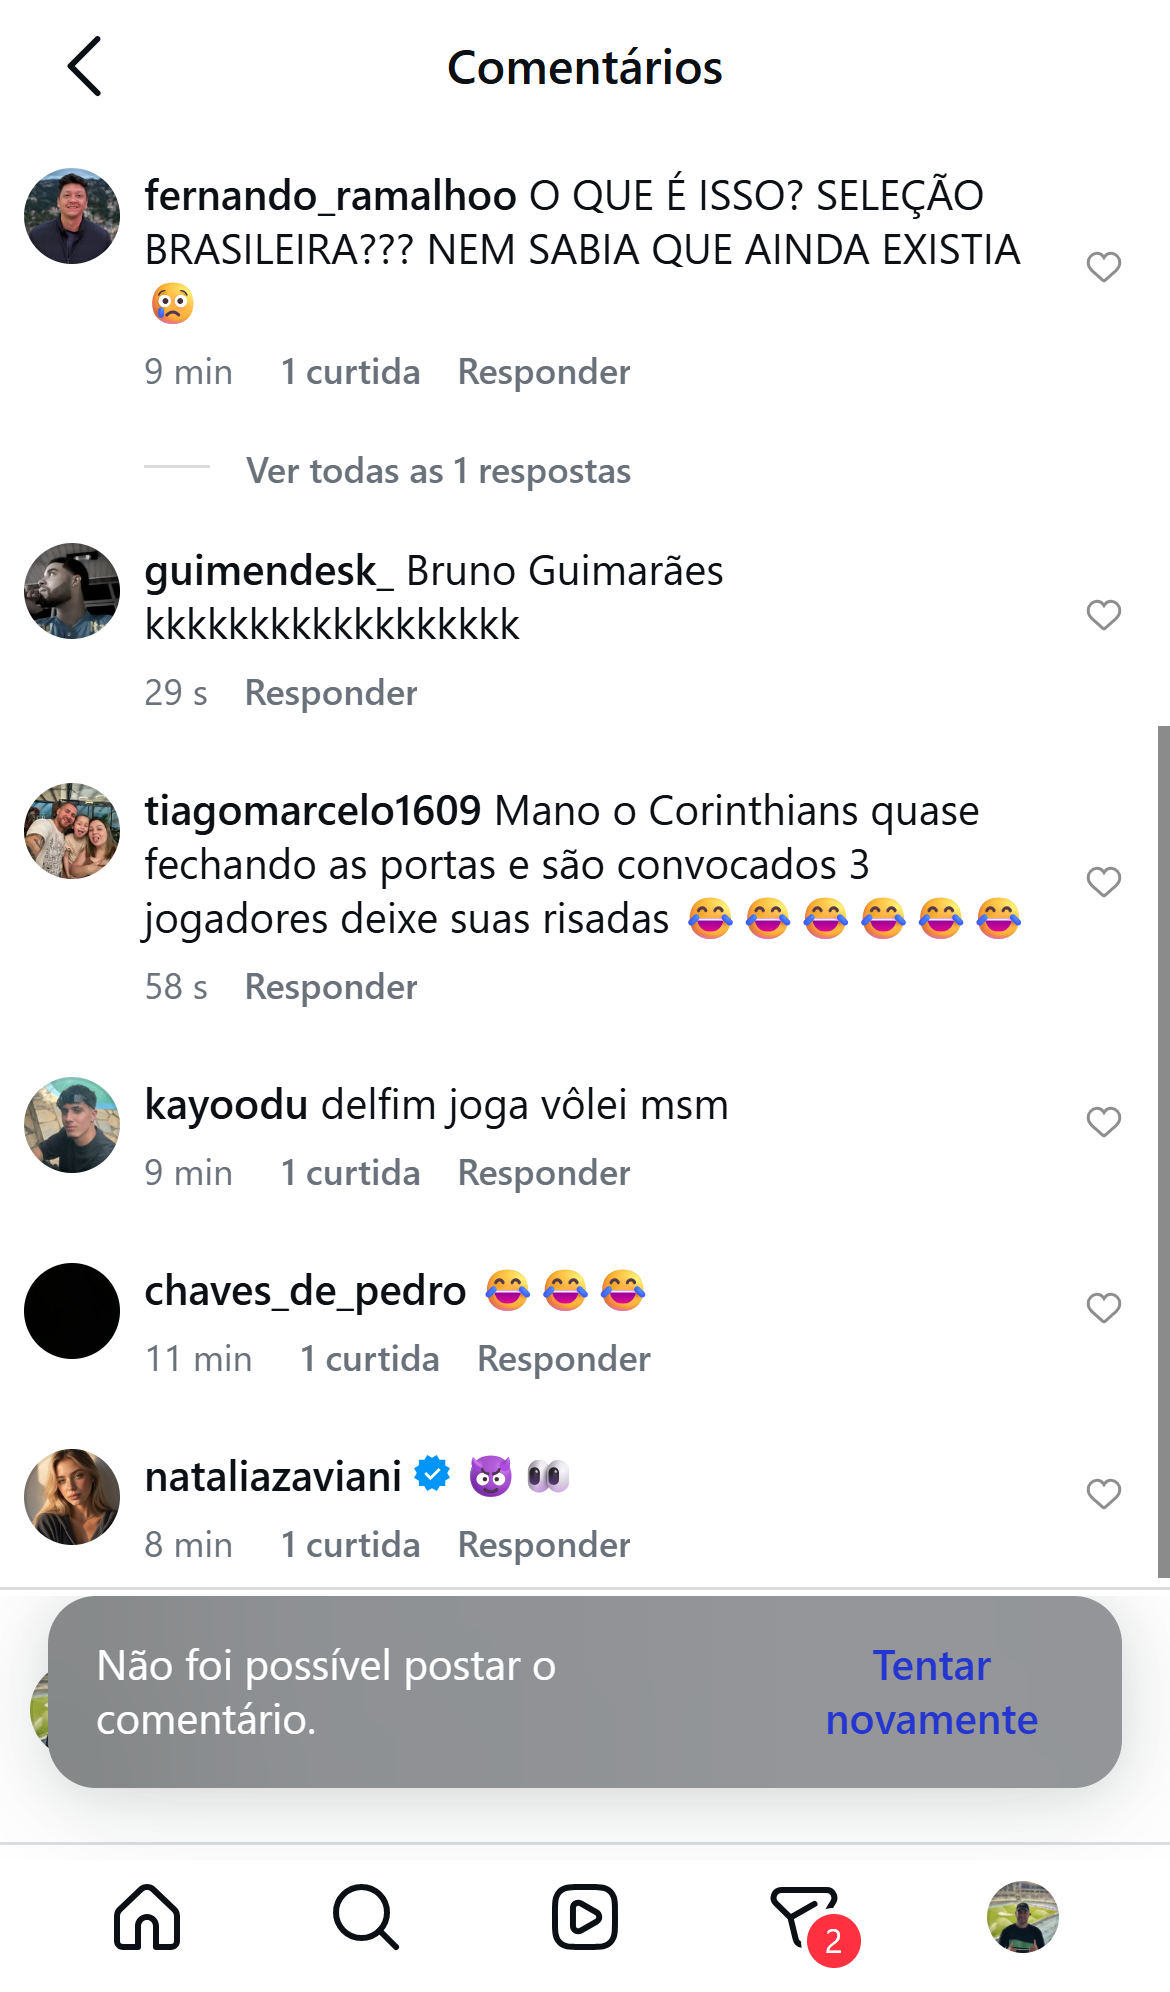 Comentários
fernando_ramalhoo O QUE É ISSO? SELEÇÃO
BRASILEIRA??? NEM SABIA QUE AINDA EXISTIA
😢
9 min 1 curtida Responder
Ver todas as 1 respostas
guimendesk_ Bruno Guimarães
kkkkkkkkkkkkkkkkkk
29 s Responder
tiagomarcelo1609 Mano o Corinthians quase
fechando as portas e são convocados 3
jogadores deixe suas risadas 😂😂😂😂😂😂
58 s Responder
kayoodu delfim joga vôlei msm
9 min 1 curtida Responder
chaves_de_pedro 😂😂😂
11 min 1 curtida Responder
nataliazaviani 😈👀
8 min 1 curtida Responder
Não foi possível postar o
comentário.
Tentar
novamente
2